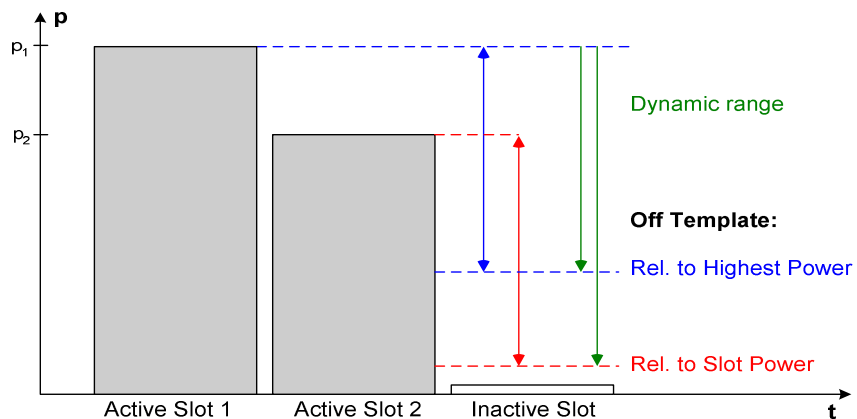 p
p1
p2
Dynamic range
Off Template:
Rel. to Highest Power
Rel. to Slot Power
Active Slot 1
Active Slot 2
Inactive Slot
t